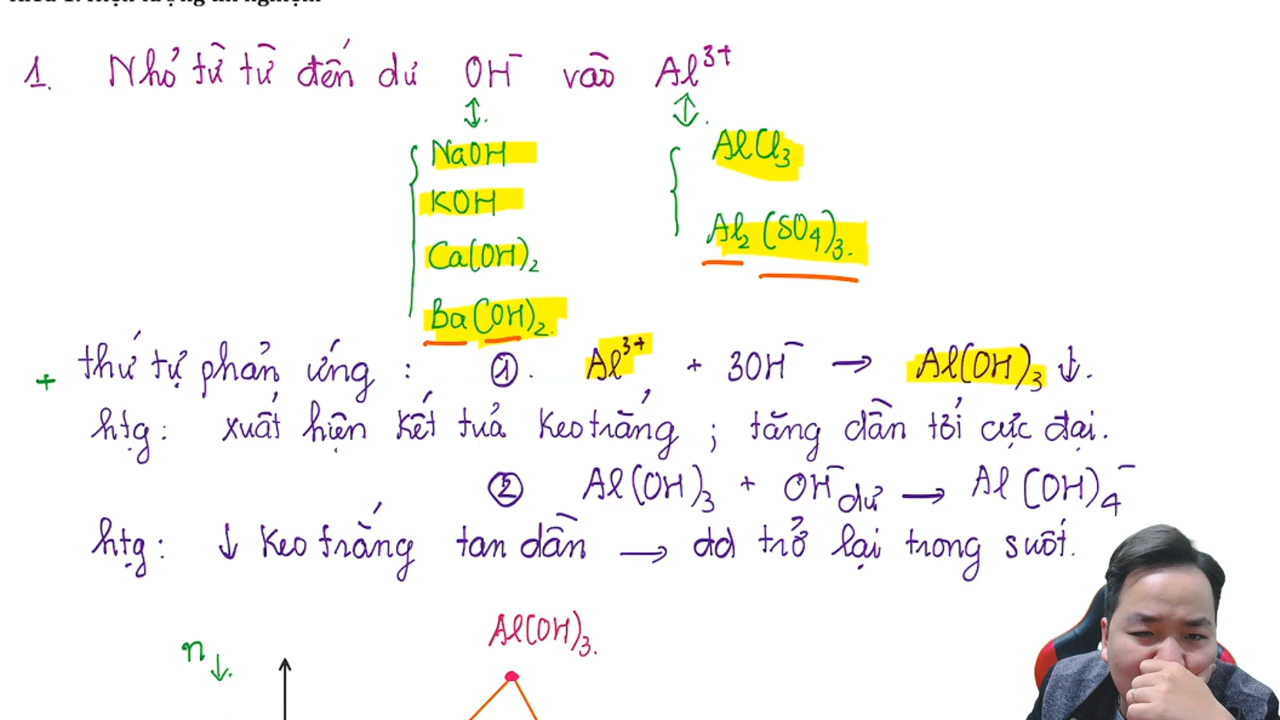 1. Nhỏ từ từ đến dư OH⁻ vào Al³⁺
↕ ↕
NaOH AlCl₃
KOH
Al₂(SO₄)₃.
Ca(OH)₂
Ba(OH)₂.
+ thứ tự phản ứng : ①. Al³⁺ + 3OH⁻ → Al(OH)₃ ↓.
htg : xuất hiện kết tuả keo trắng ; tăng dần tới cực đại.
② Al(OH)₃ + OH⁻ dư → Al(OH)₄⁻
htg : ↓ keo trắng tan dần → dd trở lại trong suốt.
Al(OH)₃.
n↓.